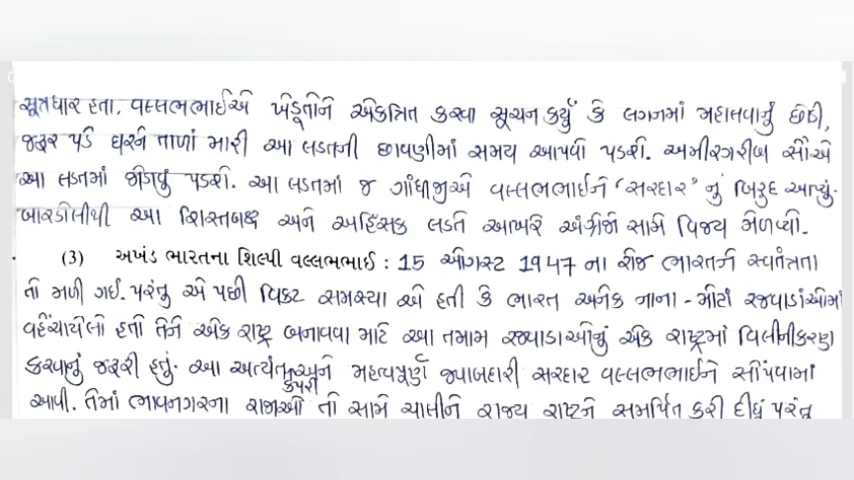 સૂત્રધાર હતા. વલ્લભભાઈએ ખેડૂતોને એકત્રિત કરવા સૂચન કર્યું કે લગનમાં મહાલવાનું છોડી,
જરૂર પડે ઘરને તાળાં મારી આ લડતની છાવણીમાં સમય આપવો પડશે. અમીરગરીબ સૌએ
આ લડતમાં જોડાવું પડશે. આ લડતમાં જ ગાંધીજીએ વલ્લભભાઈને "સરદાર"નું બિરુદ આપ્યું.
બારડોલીથી આ શિસ્તબદ્ધ અને અહિંસક લડતે આખરે અંગ્રેજો સામે વિજય મેળવ્યો.
(3) અખંડ ભારતના શિલ્પી વલ્લભભાઈ : 15 ઓગસ્ટ 1947 ના રોજ ભારતને સ્વતંત્રતા
તો મળી ગઈ. પરંતુ એ પછી વિકટ સમસ્યા એ હતી કે ભારત અનેક નાના - મોટાં રજવાડાંઓમાં
વહેંચાયેલો હતો તેને એક રાષ્ટ્ર બનાવવા માટે આ તમામ રજવાડાઓનું એક રાષ્ટ્રમાં વિલીનીકરણ
કરવાનું જરૂરી હતું. આ અત્યંત કપરી અને મહત્વપૂર્ણ જવાબદારી સરદાર વલ્લભભાઈને સોંપવામાં
આવી. તેમાં ભાવનગરના રાજાઓ તો સામે ચાલીને રાજ્ય રાષ્ટ્રને સમર્પિત કરી દીધું પરંતુ